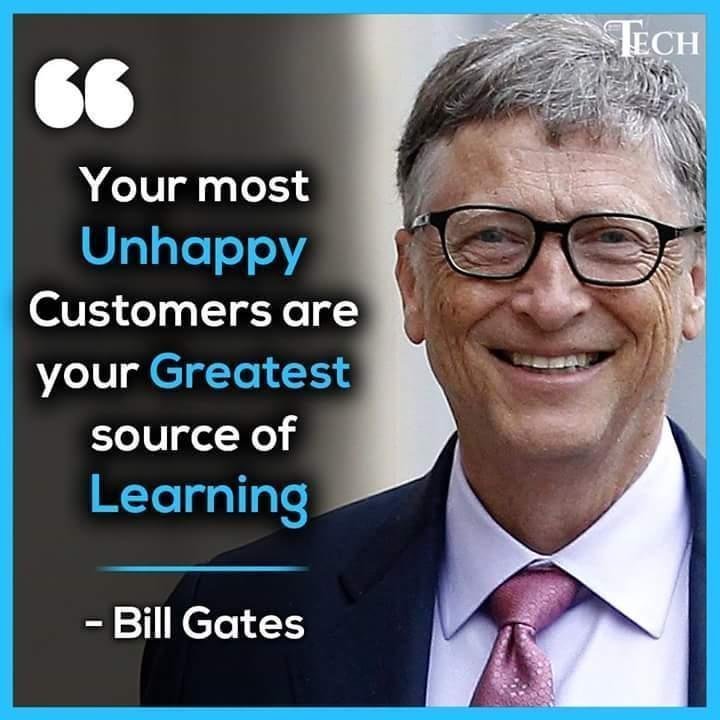 TECH
❝
Your most
Unhappy
Customers are
your Greatest
source of
Learning
- Bill Gates